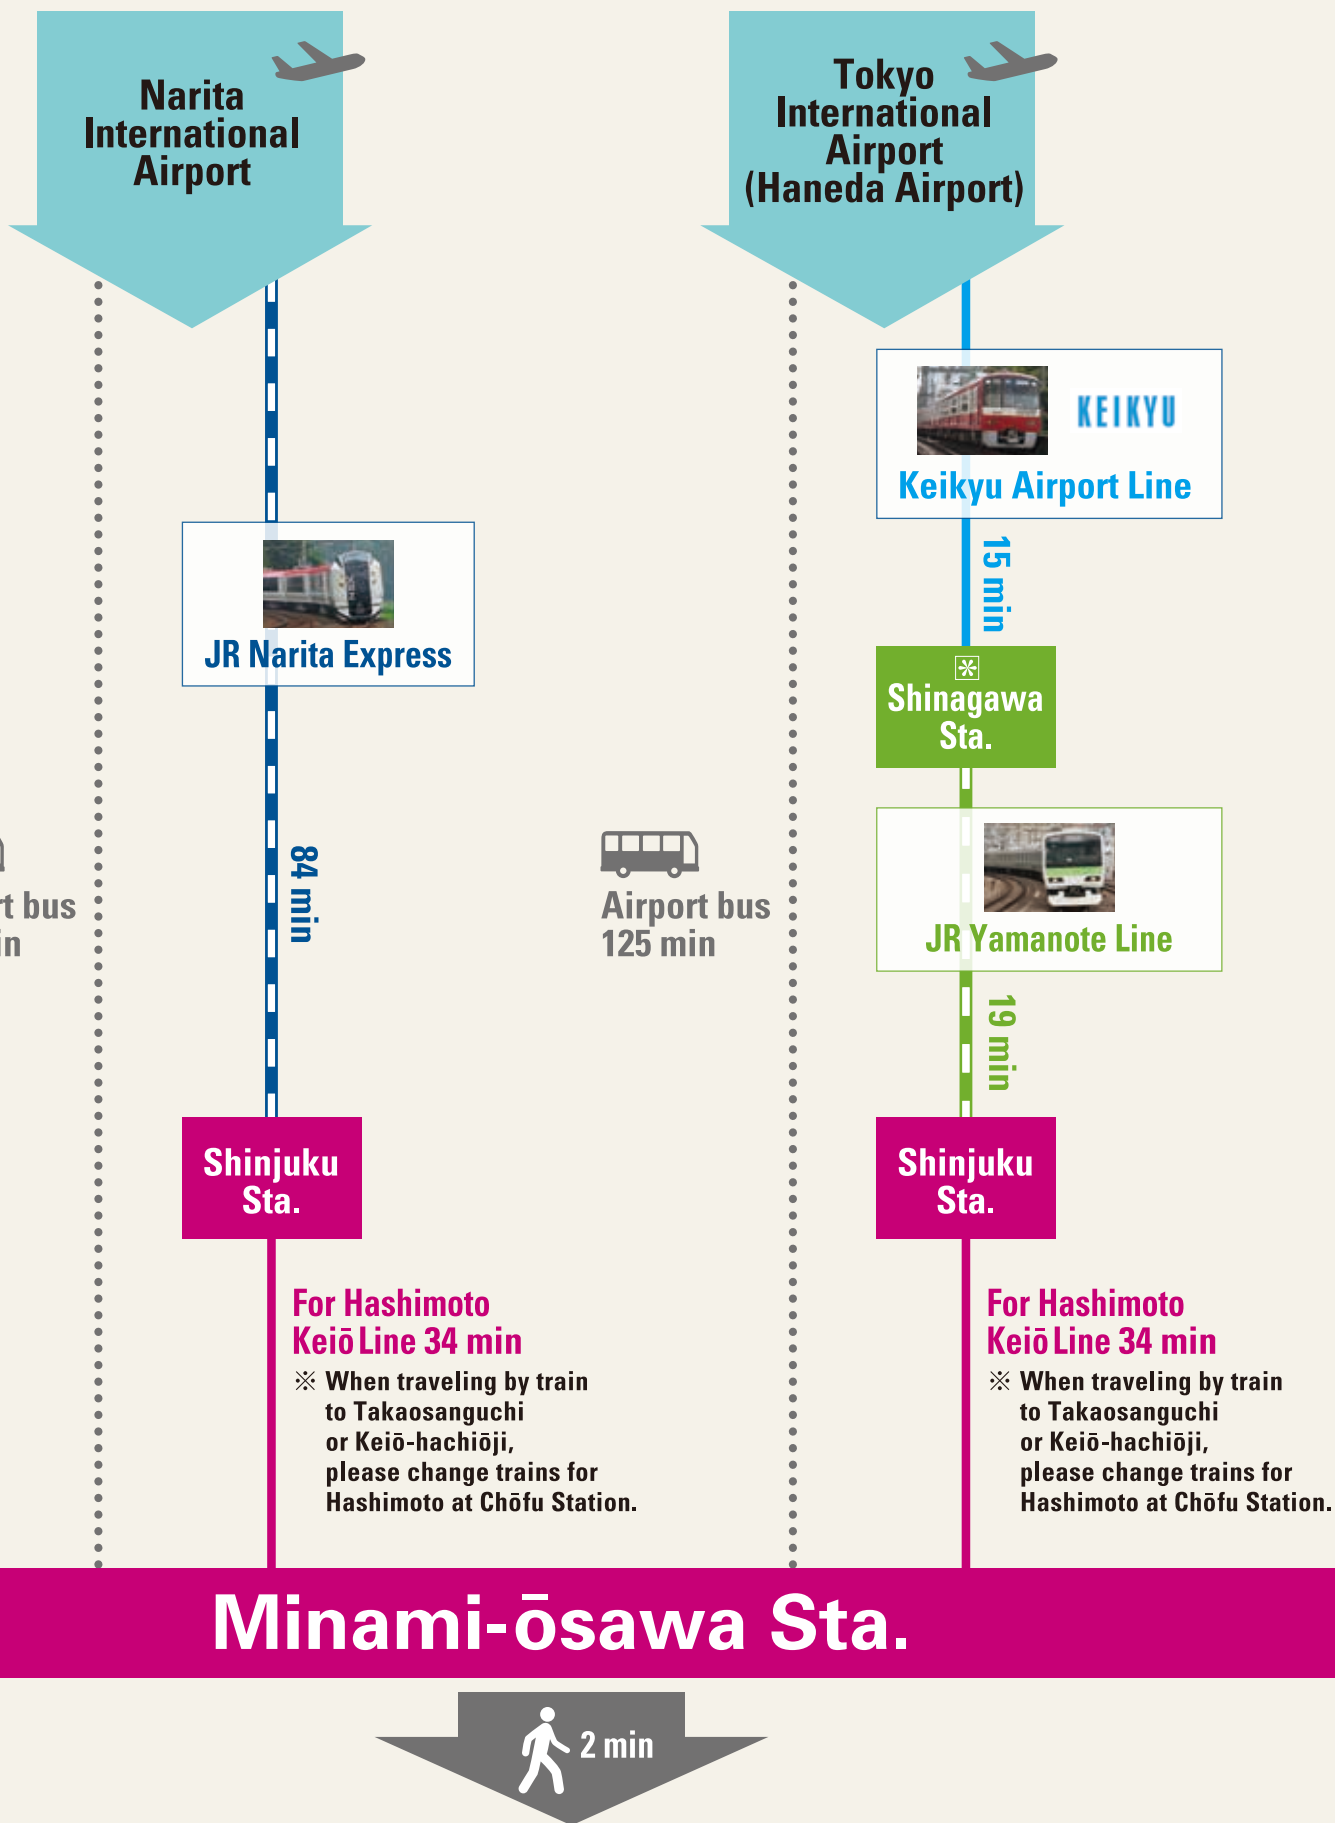 Narita
International
Airport
Tokyo
International
Airport
(Haneda Airport)
KEIKYU
Keikyu Airport Line
15 min
JR Narita Express
Shinagawa
Sta.
84 min
bus
Airport bus
125 min
JR Yamanote Line
19 min
Shinjuku
Sta.
Shinjuku
Sta.
For Hashimoto
Keiō Line 34 min
※ When traveling by train
to Takaosanguchi
or Keiō-hachiōji,
please change trains for
Hashimoto at Chōfu Station.
For Hashimoto
Keiō Line 34 min
※ When traveling by train
to Takaosanguchi
or Keiō-hachiōji,
please change trains for
Hashimoto at Chōfu Station.
Minami-ōsawa Sta.
2 min